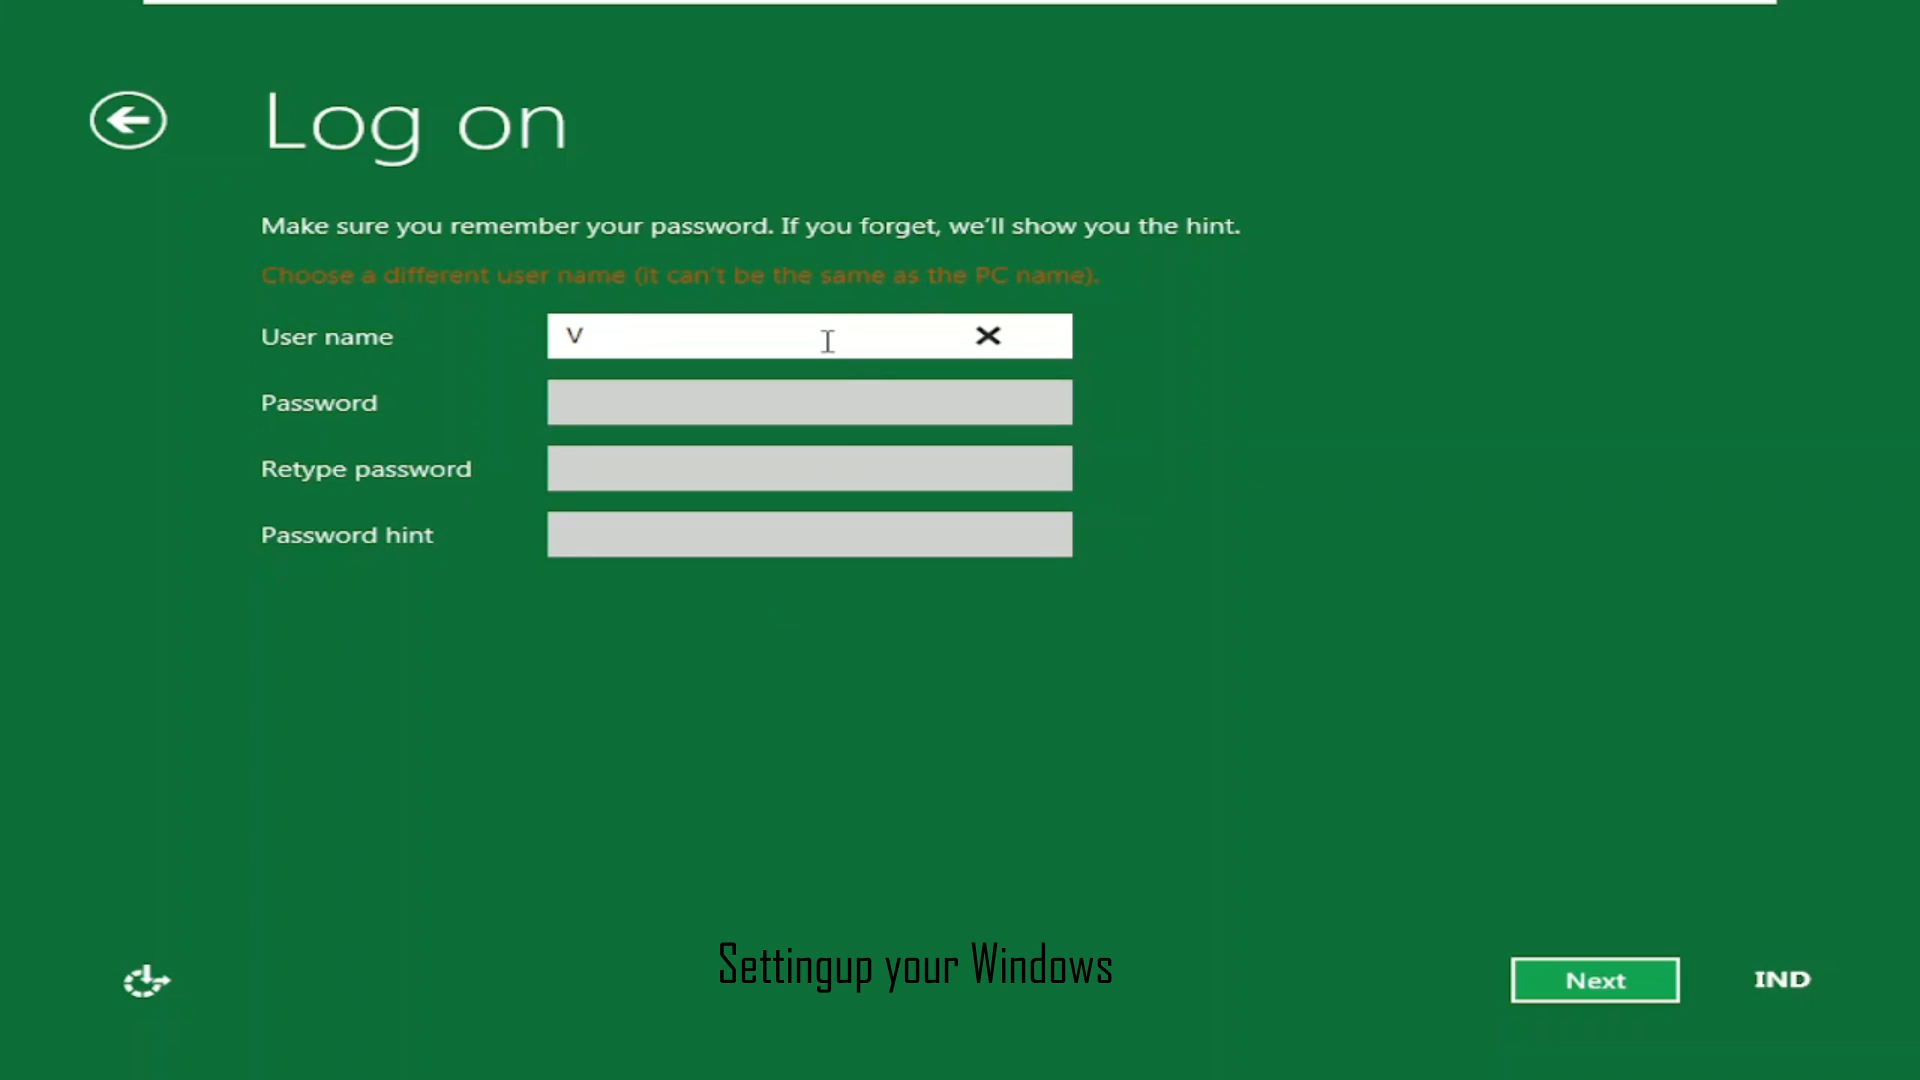 Log on
Make sure you remember your password. If you forget, we'll show you the hint.
Choose a different user name (it can't be the same as the PC name).
User name V
Password
Retype password
Password hint
Settingup your Windows
Next IND